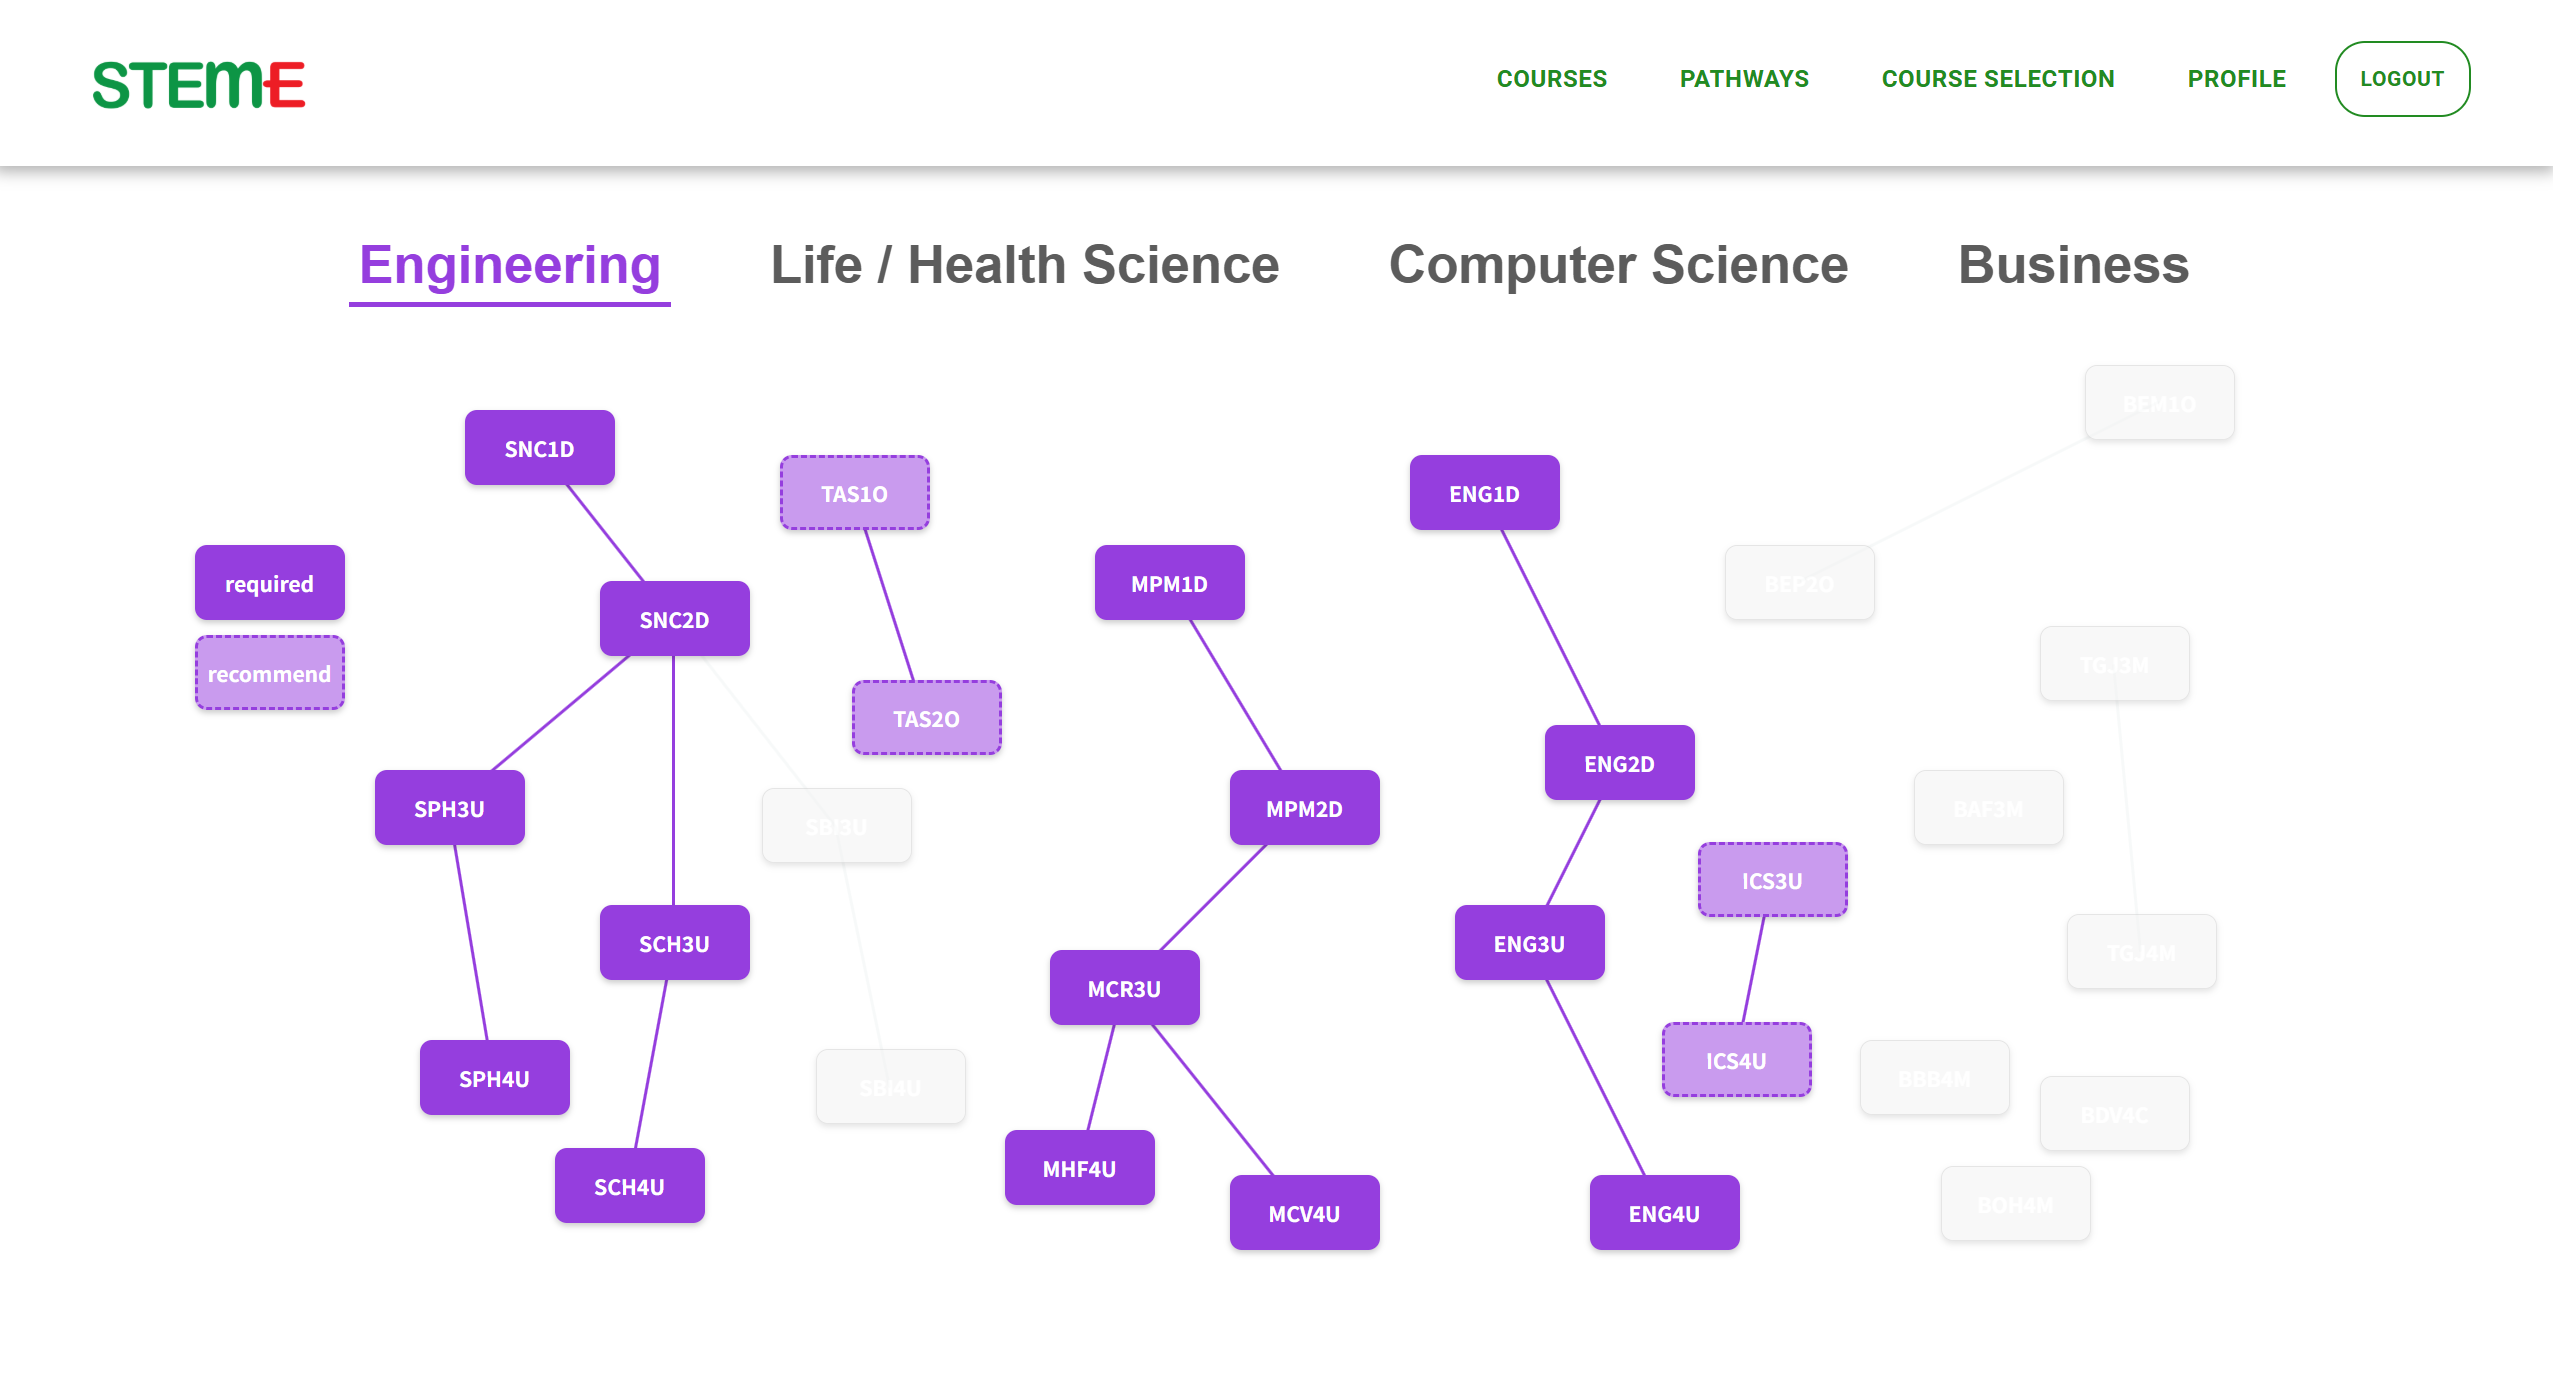 STEmE
COURSES
PATHWAYS
COURSE SELECTION
PROFILE
LOGOUT
Engineering
Life / Health Science
Computer Science
Business
BEM1O
SNC1D
TAS1O
ENG1D
required
MPM1D
BEP2O
SNC2D
TGJ3M
recommend
TAS2O
ENG2D
SPH3U
SBI3U
MPM2D
BAF3M
ICS3U
SCH3U
ENG3U
TGJ4M
MCR3U
ICS4U
SPH4U
SBI4U
BBB4M
BDV4C
MHF4U
SCH4U
BOH4M
MCV4U
ENG4U